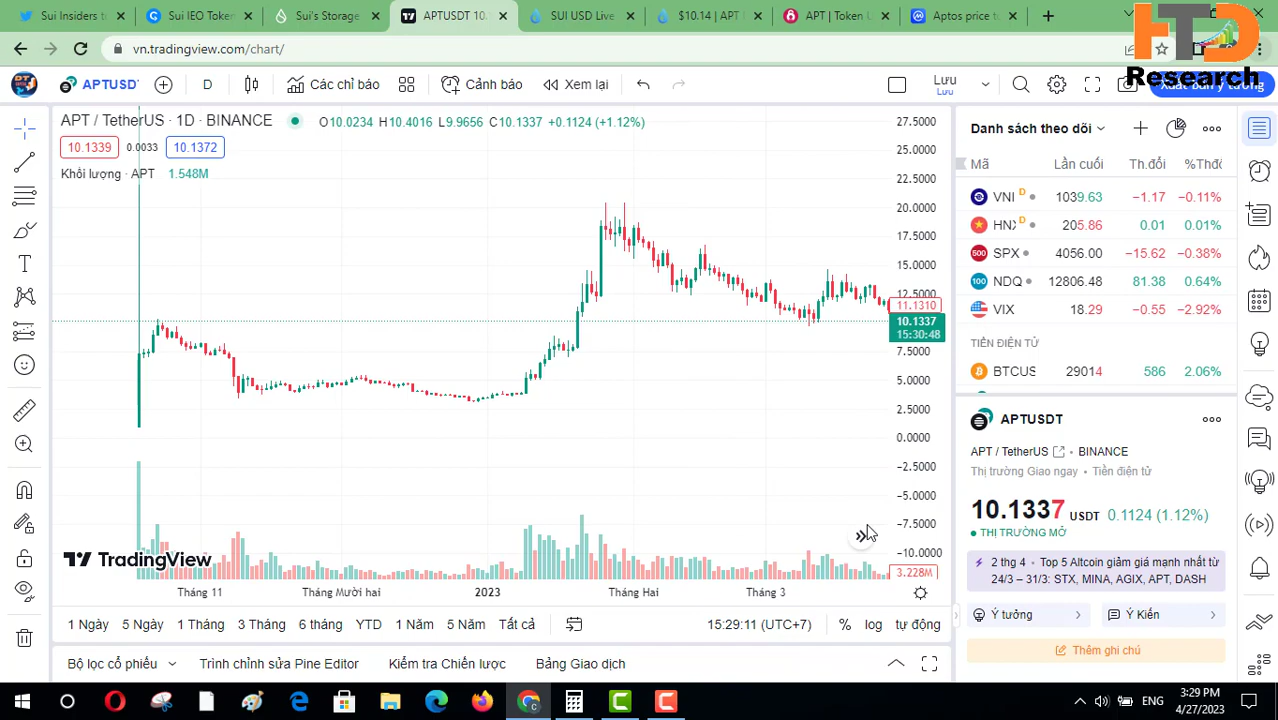 Sui Insiders t
Sui IEO Token
Sui's Storage
APTUSDT 10.
SUI USD Live
$10.14 | APT
APT | Token U
Aptos price to
HTD
Research
vn.tradingview.com/chart/
APTUSD
D
Các chỉ báo
Cảnh báo
Xem lại
Lưu
Lưu
Xuất bản ý tưởng
APT / TetherUS · 1D · BINANCE
O10.0234 H10.4016 L9.9656 C10.1337 +0.1124 (+1.12%)
10.1339 0.0033 10.1372
Khối lượng · APT 1.548M
27.5000
25.0000
22.5000
20.0000
17.5000
15.0000
12.5000
11.1310
10.1337
15:30:48
7.5000
5.0000
2.5000
0.0000
−2.5000
−5.0000
−7.5000
−10.0000
3.228M
TradingView
Tháng 11
Tháng Mười hai
2023
Tháng Hai
Tháng 3
1 Ngày 5 Ngày 1 Tháng 3 Tháng 6 tháng YTD 1 Năm 5 Năm Tất cả
15:29:11 (UTC+7) % log tự động
Bộ lọc cổ phiếu Trình chỉnh sửa Pine Editor Kiểm tra Chiến lược Bảng Giao dịch
Danh sách theo dõi
Mã Lần cuối Th.đổi %Thđ
VNI D 1039.63 −1.17 −0.11%
HNX D 205.86 0.01 0.01%
500 SPX 4056.00 −15.62 −0.38%
100 NDQ 12806.48 81.38 0.64%
VIX 18.29 −0.55 −2.92%
TIỀN ĐIỆN TỬ
BTCUS 29014 586 2.06%
APTUSDT
APT / TetherUS · BINANCE
Thị trường Giao ngay · Tiền điện tử
10.1337 USDT 0.1124 (1.12%)
THỊ TRƯỜNG MỞ
2 thg 4 · Top 5 Altcoin giảm giá mạnh nhất từ
24/3 – 31/3: STX, MINA, AGIX, APT, DASH
Ý tưởng
Ý Kiến
Thêm ghi chú
ENG
3:29 PM
4/27/2023